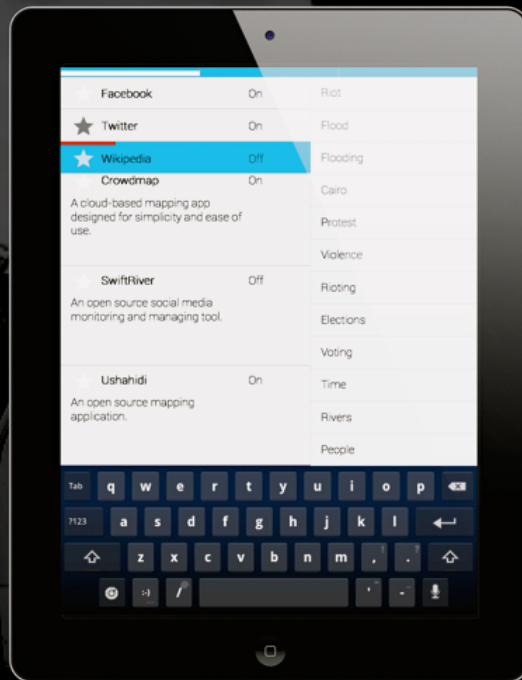 Facebook On
Twitter On
Wikipedia Off
Crowdmap On
A cloud-based mapping app
designed for simplicity and ease of
use.
SwiftRiver Off
An open source social media
monitoring and managing tool.
Ushahidi On
An open source mapping
application.
Riot
Flood
Flooding
Cairo
Protest
Violence
Rioting
Elections
Voting
Time
Rivers
People
Tab q w e r t y u i o p
?123 a s d f g h j k l
z x c v b n m , ! . ?
:-) / ' " - _